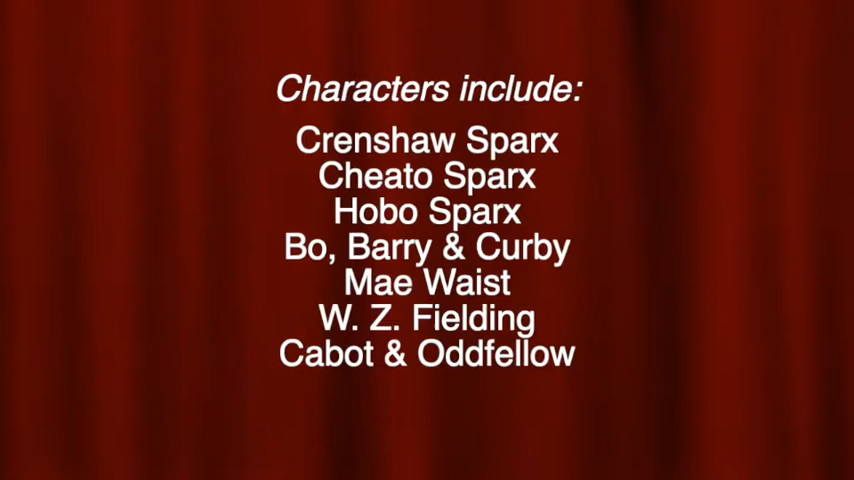 Characters include:
Crenshaw Sparx
Cheato Sparx
Hobo Sparx
Bo, Barry & Curby
Mae Waist
W. Z. Fielding
Cabot & Oddfellow